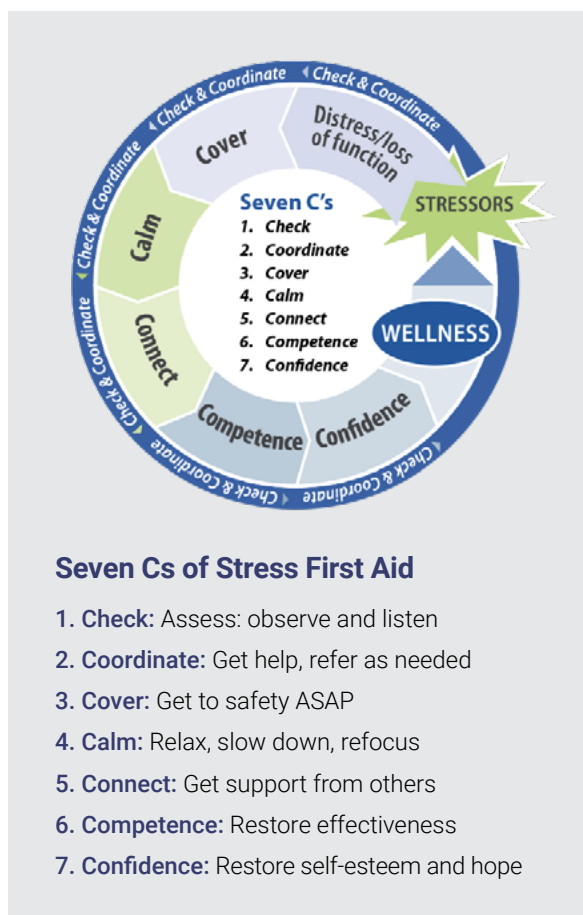 Check & Coordinate
Check & Coordinate
Check & Coordinate
Check & Coordinate
Check & Coordinate
Check & Coordinate
Distress/loss
of function
Cover
STRESSORS
Calm
Seven C's
1. Check
2. Coordinate
3. Cover
4. Calm
5. Connect
6. Competence
7. Confidence
WELLNESS
Connect
Competence
Confidence
Seven Cs of Stress First Aid
1. Check: Assess: observe and listen
2. Coordinate: Get help, refer as needed
3. Cover: Get to safety ASAP
4. Calm: Relax, slow down, refocus
5. Connect: Get support from others
6. Competence: Restore effectiveness
7. Confidence: Restore self-esteem and hope